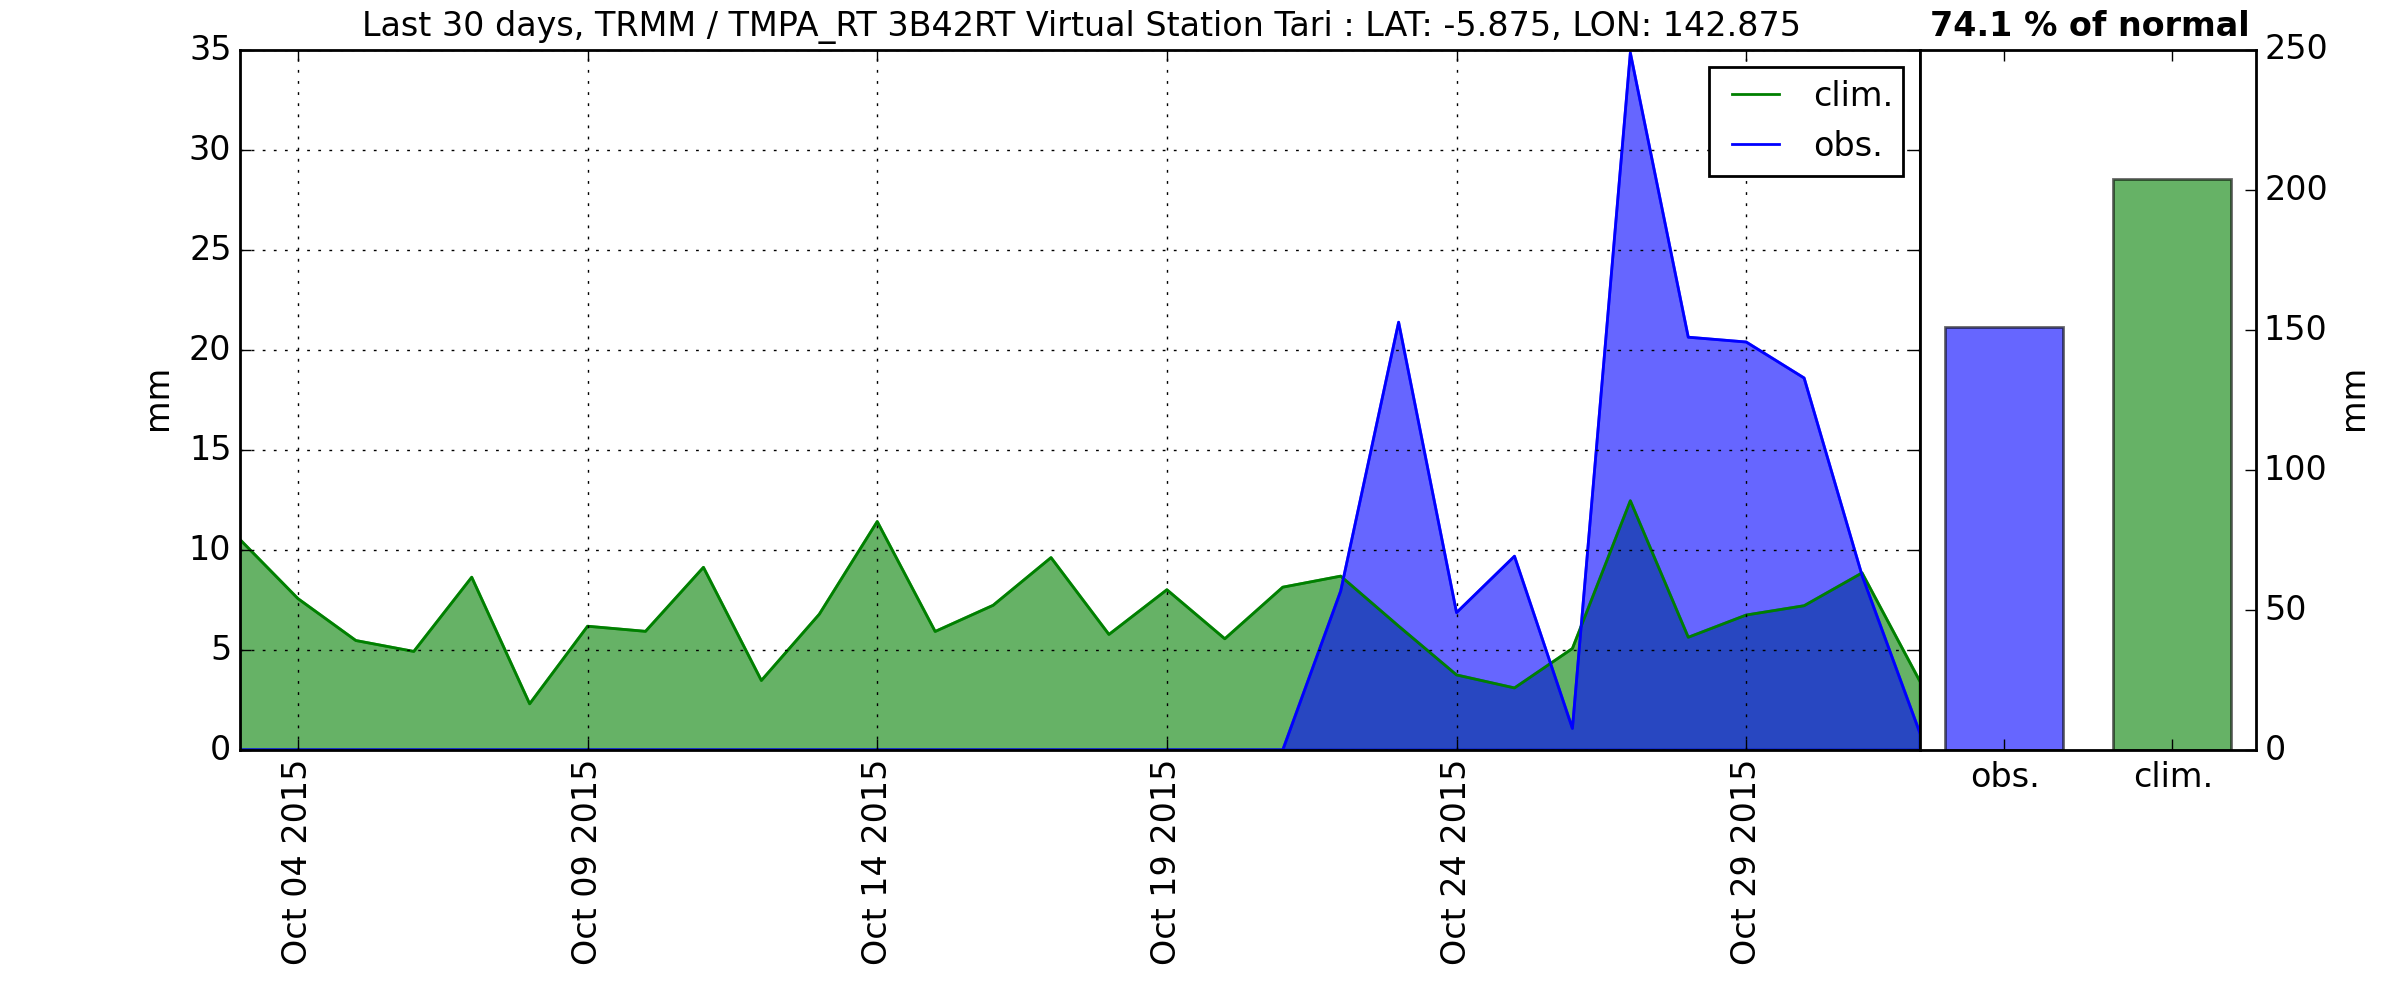 Last 30 days, TRMM / TMPA_RT 3B42RT Virtual Station Tari : LAT: -5.875, LON: 142.875
74.1 % of normal
35
30
25
20
15
10
5
0
mm
clim.
obs.
250
200
150
100
50
0
mm
obs.
clim.
Oct 04 2015
Oct 09 2015
Oct 14 2015
Oct 19 2015
Oct 24 2015
Oct 29 2015